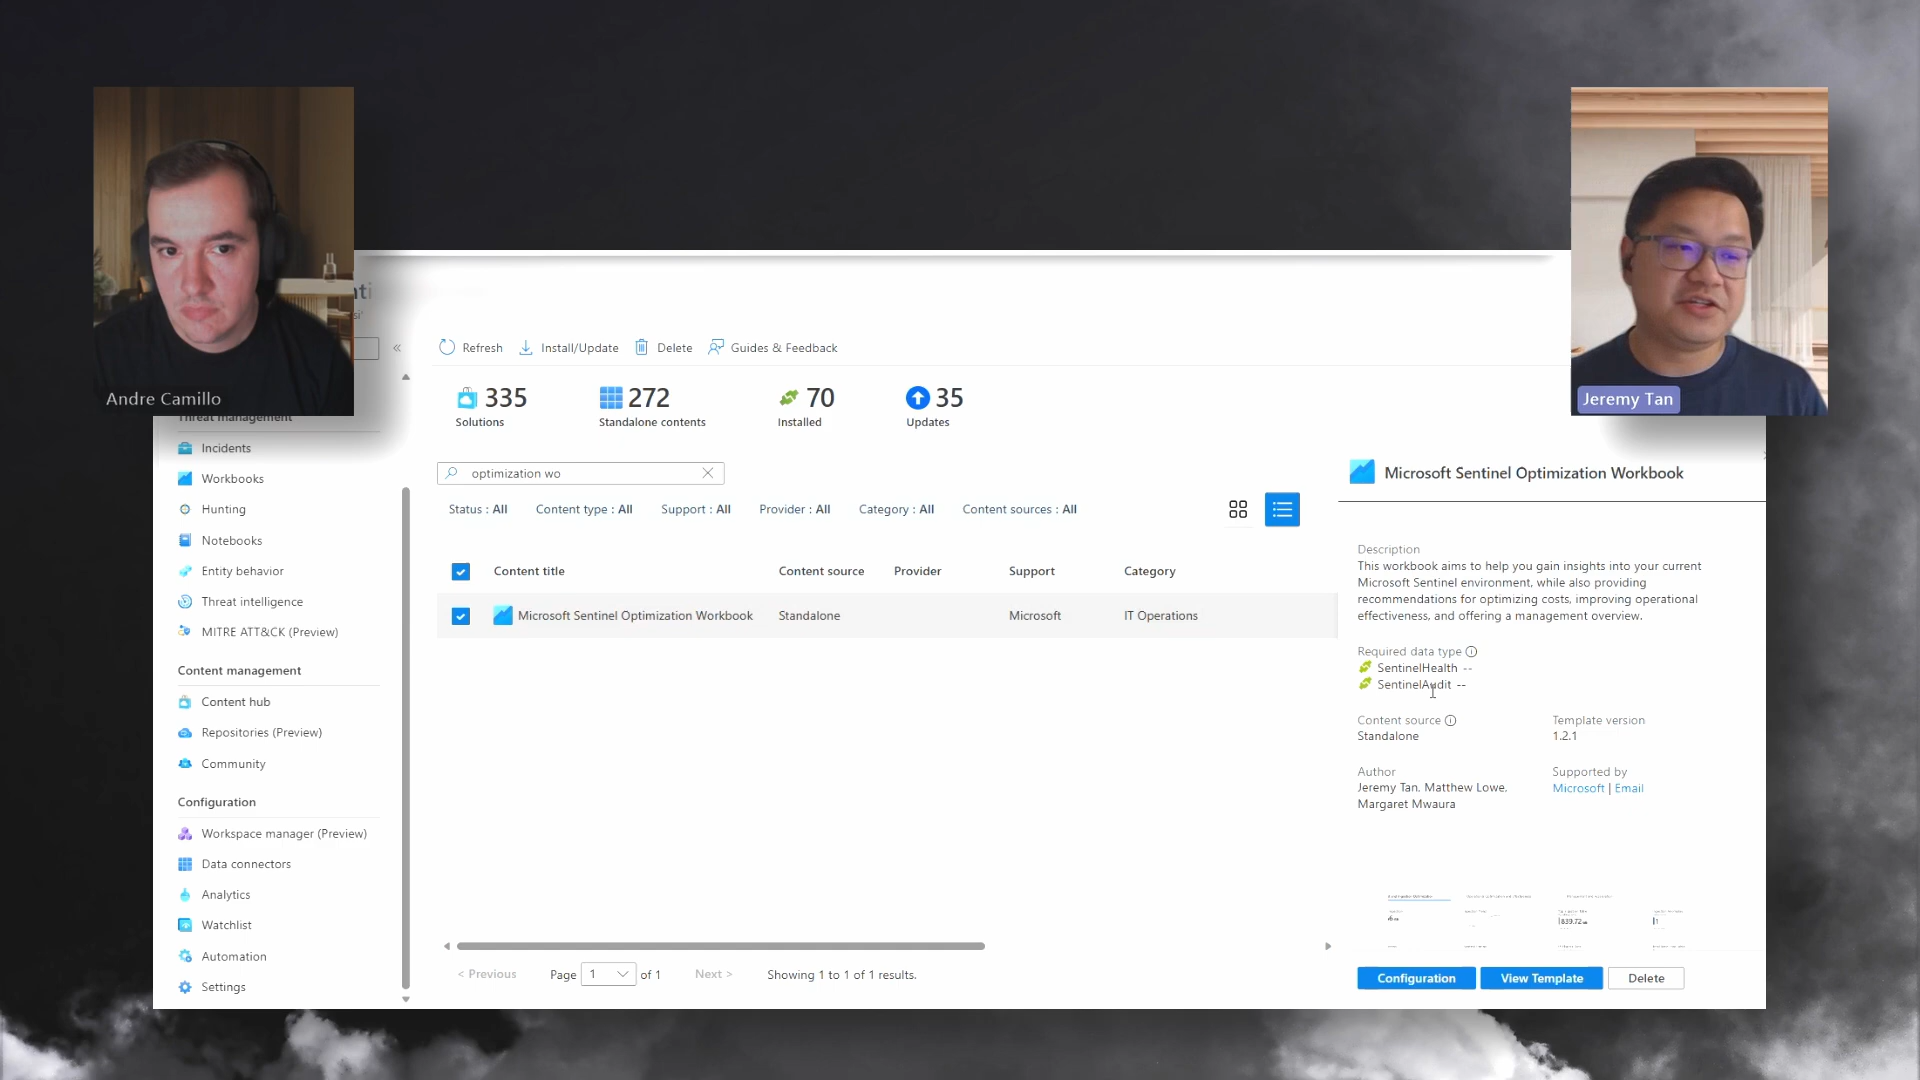 Andre Camillo
Jeremy Tan
«
Refresh
Install/Update
Delete
Guides & Feedback
335
Solutions
272
Standalone contents
70
Installed
35
Updates
Threat management
Incidents
Workbooks
Hunting
Notebooks
Entity behavior
Threat intelligence
MITRE ATT&CK (Preview)
Content management
Content hub
Repositories (Preview)
Community
Configuration
Workspace manager (Preview)
Data connectors
Analytics
Watchlist
Automation
Settings
optimization wo
Status : All
Content type : All
Support : All
Provider : All
Category : All
Content sources : All
Content title
Content source
Provider
Support
Category
Microsoft Sentinel Optimization Workbook
Standalone
Microsoft
IT Operations
< Previous
Page 1 of 1
Next >
Showing 1 to 1 of 1 results.
Microsoft Sentinel Optimization Workbook
Description
This workbook aims to help you gain insights into your current
Microsoft Sentinel environment, while also providing
recommendations for optimizing costs, improving operational
effectiveness, and offering a management overview.
Required data type
SentinelHealth --
SentinelAudit --
Content source
Standalone
Template version
1.2.1
Author
Jeremy Tan. Matthew Lowe.
Margaret Mwaura
Supported by
Microsoft | Email
Configuration
View Template
Delete